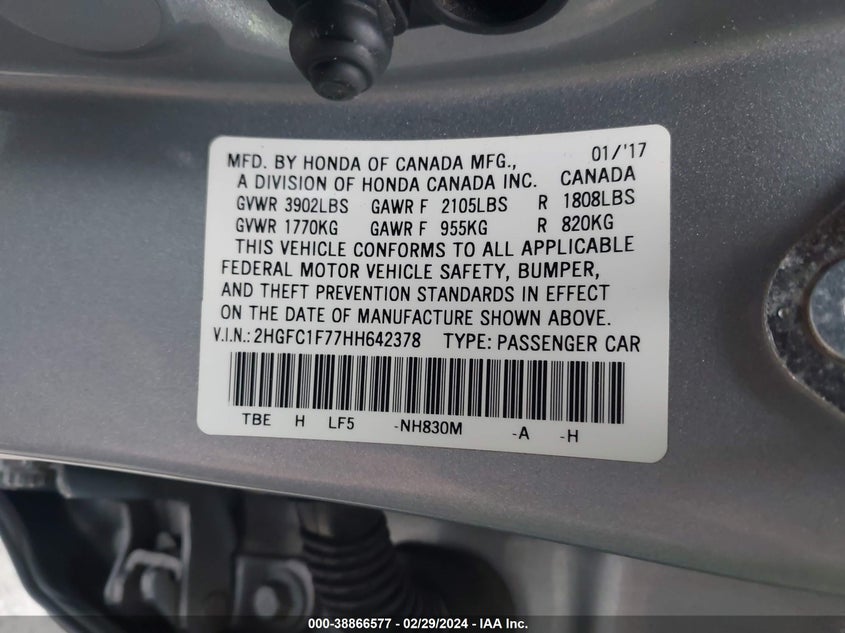 MFD. BY HONDA OF CANADA MFG., 01/'17
A DIVISION OF HONDA CANADA INC. CANADA
GVWR 3902LBS GAWR F 2105LBS R 1808LBS
GVWR 1770KG GAWR F 955KG R 820KG
THIS VEHICLE CONFORMS TO ALL APPLICABLE
FEDERAL MOTOR VEHICLE SAFETY, BUMPER,
AND THEFT PREVENTION STANDARDS IN EFFECT
ON THE DATE OF MANUFACTURE SHOWN ABOVE.
V.I.N.: 2HGFC1F77HH642378 TYPE: PASSENGER CAR
TBE H LF5 -NH830M -A -H
000-38866577 - 02/29/2024 - IAA Inc.